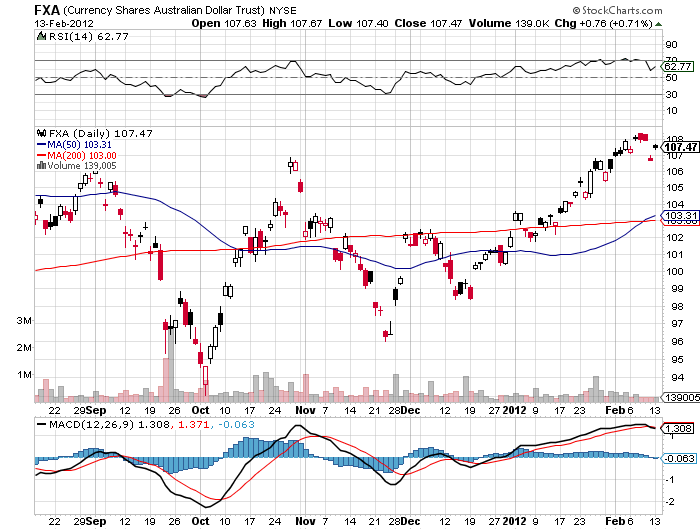 FXA (Currency Shares Australian Dollar Trust) NYSE © StockCharts.com
13-Feb-2012 Open 107.63 High 107.67 Low 107.40 Close 107.47 Volume 139.0K Chg +0.76 (+0.71%)
RSI(14) 62.77
90
70
62.77
50
30
10
FXA (Daily) 107.47
MA(50) 103.31
MA(200) 103.00
Volume 139,005
108
107.47
106
105
104
103.31
102
101
100
99
98
97
3M
96
2M
95
1M
94
139005
22 Sep 12 19 26 Oct 10 17 24 Nov 7 14 21 28 Dec 12 19 27 2012 9 17 23 Feb 6 13
MACD(12,26,9) 1.308, 1.371, -0.063
1.308
1
-0.063
-1
-2
22 Sep 12 19 26 Oct 10 17 24 Nov 7 14 21 28 Dec 12 19 27 2012 9 17 23 Feb 6 13